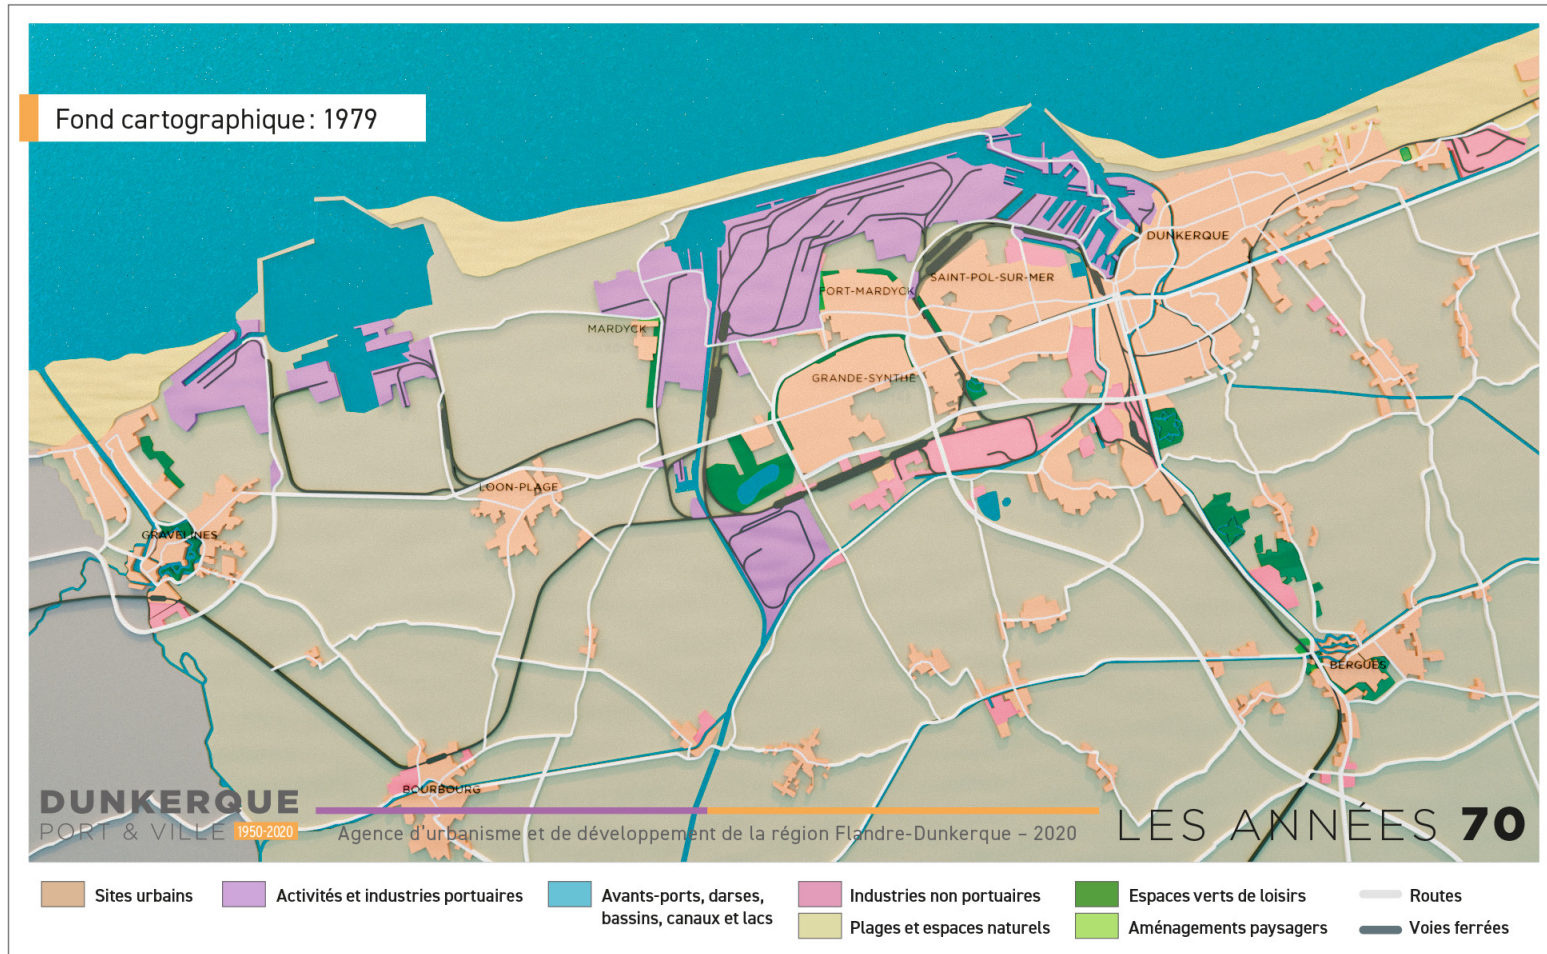 Fond cartographique : 1979
DUNKERQUE
SAINT-POL-SUR-MER
FORT-MARDYCK
MARDYCK
GRANDE-SYNTHE
LOON-PLAGE
GRAVELINES
BERGUES
BOURBOURG
DUNKERQUE
PORT & VILLE 1950-2020
Agence d'urbanisme et de développement de la région Flandre-Dunkerque – 2020
LES ANNÉES 70
Sites urbains
Activités et industries portuaires
Avants-ports, darses,
bassins, canaux et lacs
Industries non portuaires
Plages et espaces naturels
Espaces verts de loisirs
Aménagements paysagers
Routes
Voies ferrées